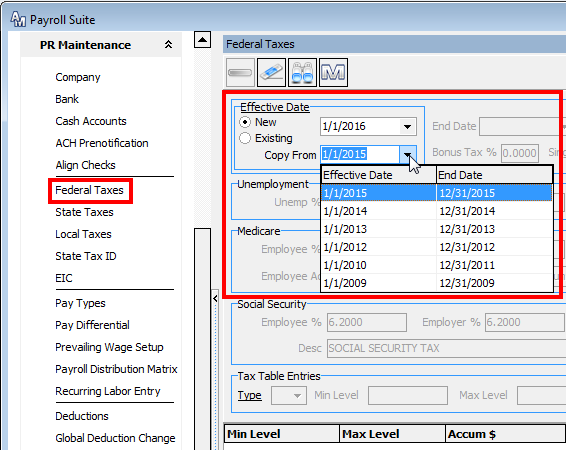 AM Payroll Suite
PR Maintenance
Company
Bank
Cash Accounts
ACH Prenotification
Align Checks
Federal Taxes
State Taxes
Local Taxes
State Tax ID
EIC
Pay Types
Pay Differential
Prevailing Wage Setup
Payroll Distribution Matrix
Recurring Labor Entry
Deductions
Global Deduction Change
Federal Taxes
M
Effective Date
New 1/1/2016 End Date
Existing
Copy From 1/1/2015 Bonus Tax % 0.0000
Effective Date End Date
1/1/2015 12/31/2015
1/1/2014 12/31/2014
1/1/2013 12/31/2013
1/1/2012 12/31/2012
1/1/2010 12/31/2011
1/1/2009 12/31/2009
Unemployment
Unemp %
Medicare
Employee %
Employee
Social Security
Employee % 6.2000 Employer % 6.2000
Desc SOCIAL SECURITY TAX
Tax Table Entries
Type Min Level Max Level
Min Level Max Level Accum $